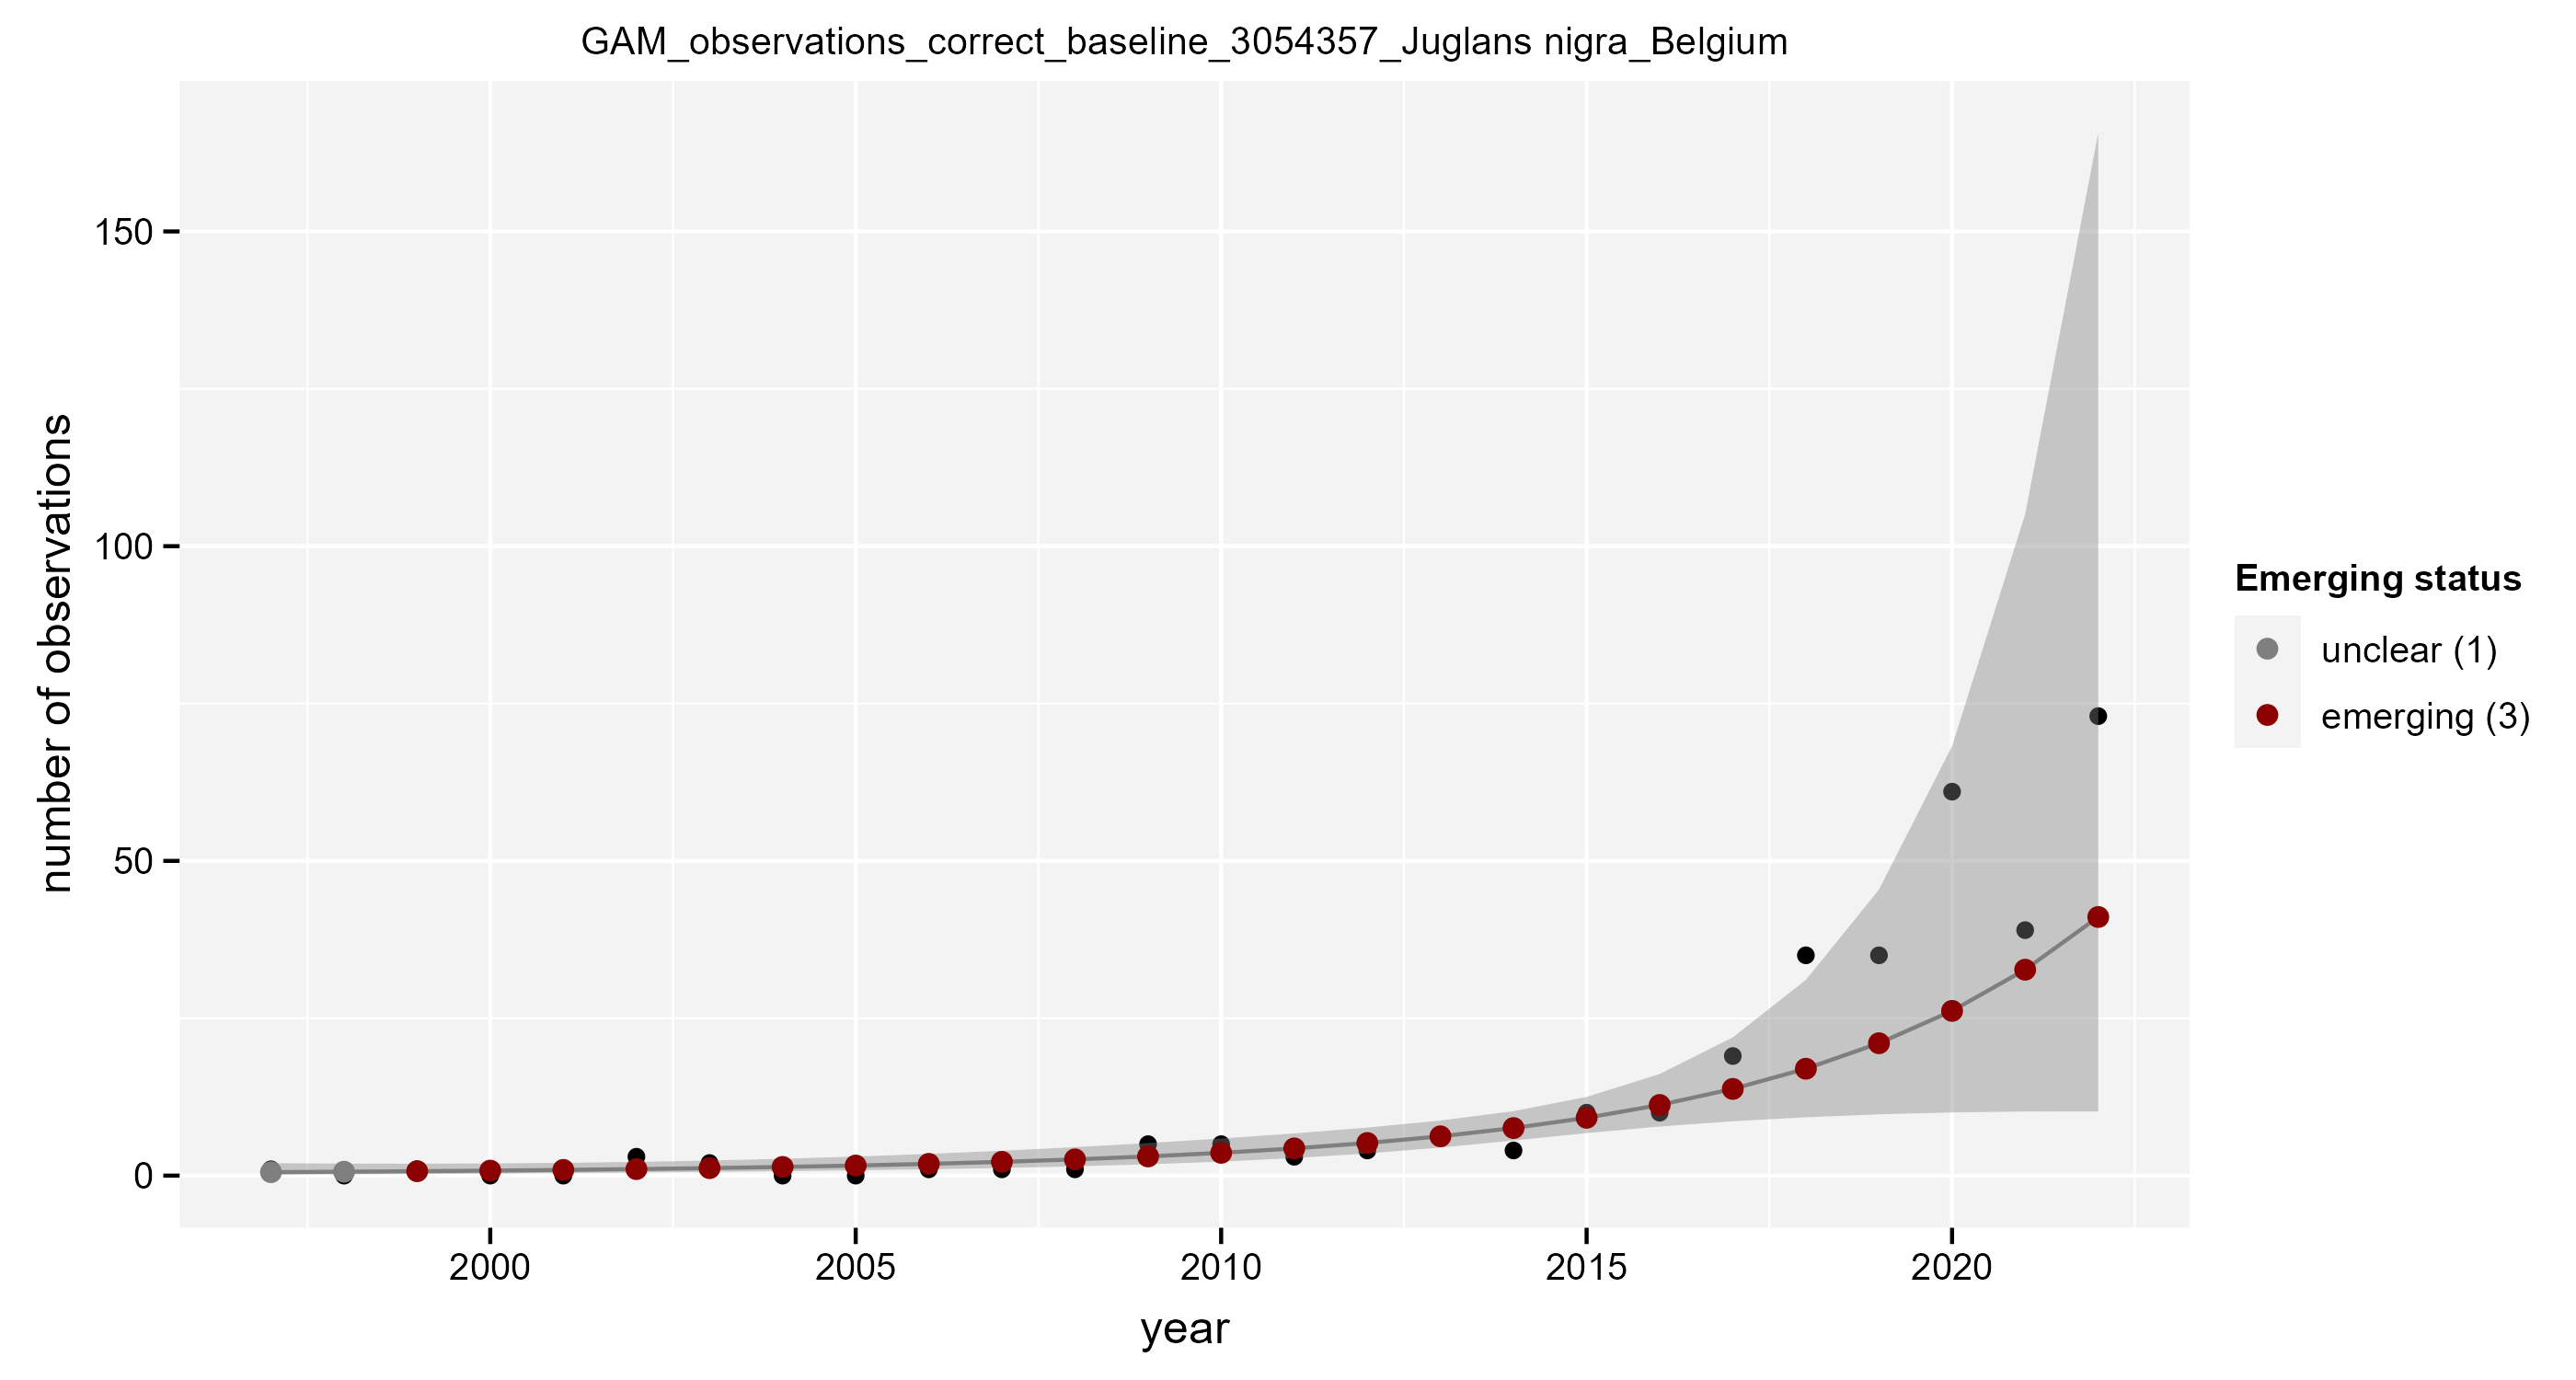 GAM_observations_correct_baseline_3054357_Juglans nigra_Belgium
number of observations
150
100
50
0
2000
2005
2010
2015
2020
year
Emerging status
unclear (1)
emerging (3)